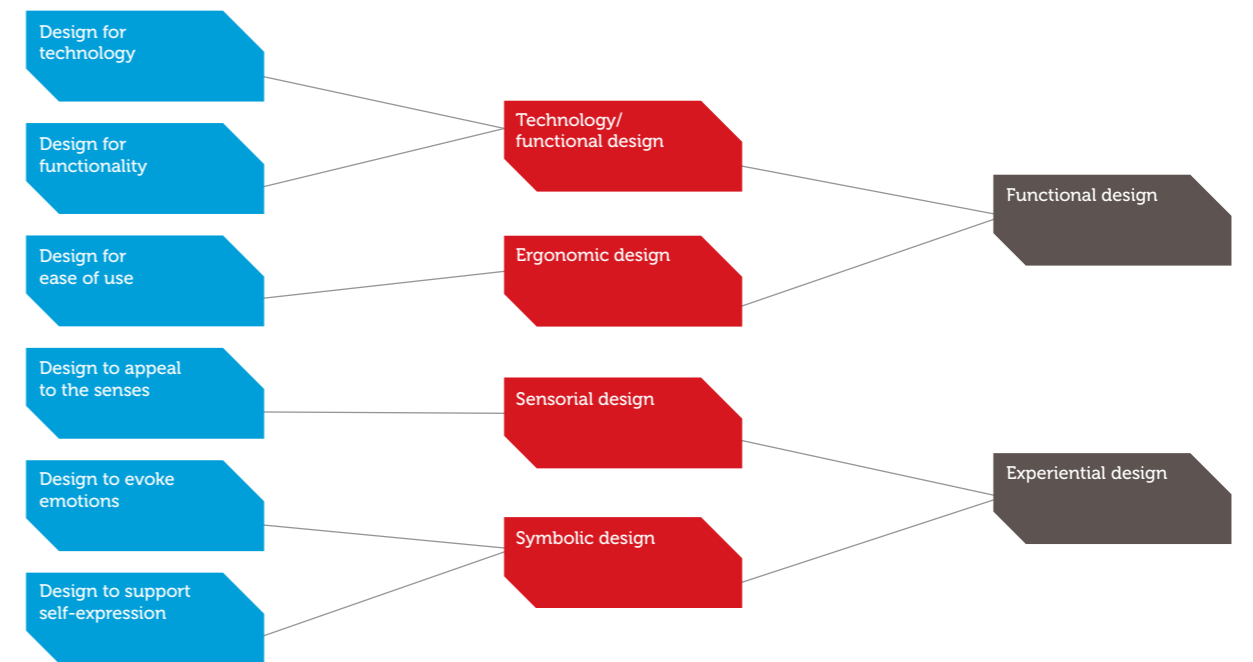 Design for
technology
Design for
functionality
Design for
ease of use
Design to appeal
to the senses
Design to evoke
emotions
Design to support
self-expression
Technology/
functional design
Ergonomic design
Sensorial design
Symbolic design
Functional design
Experiential design